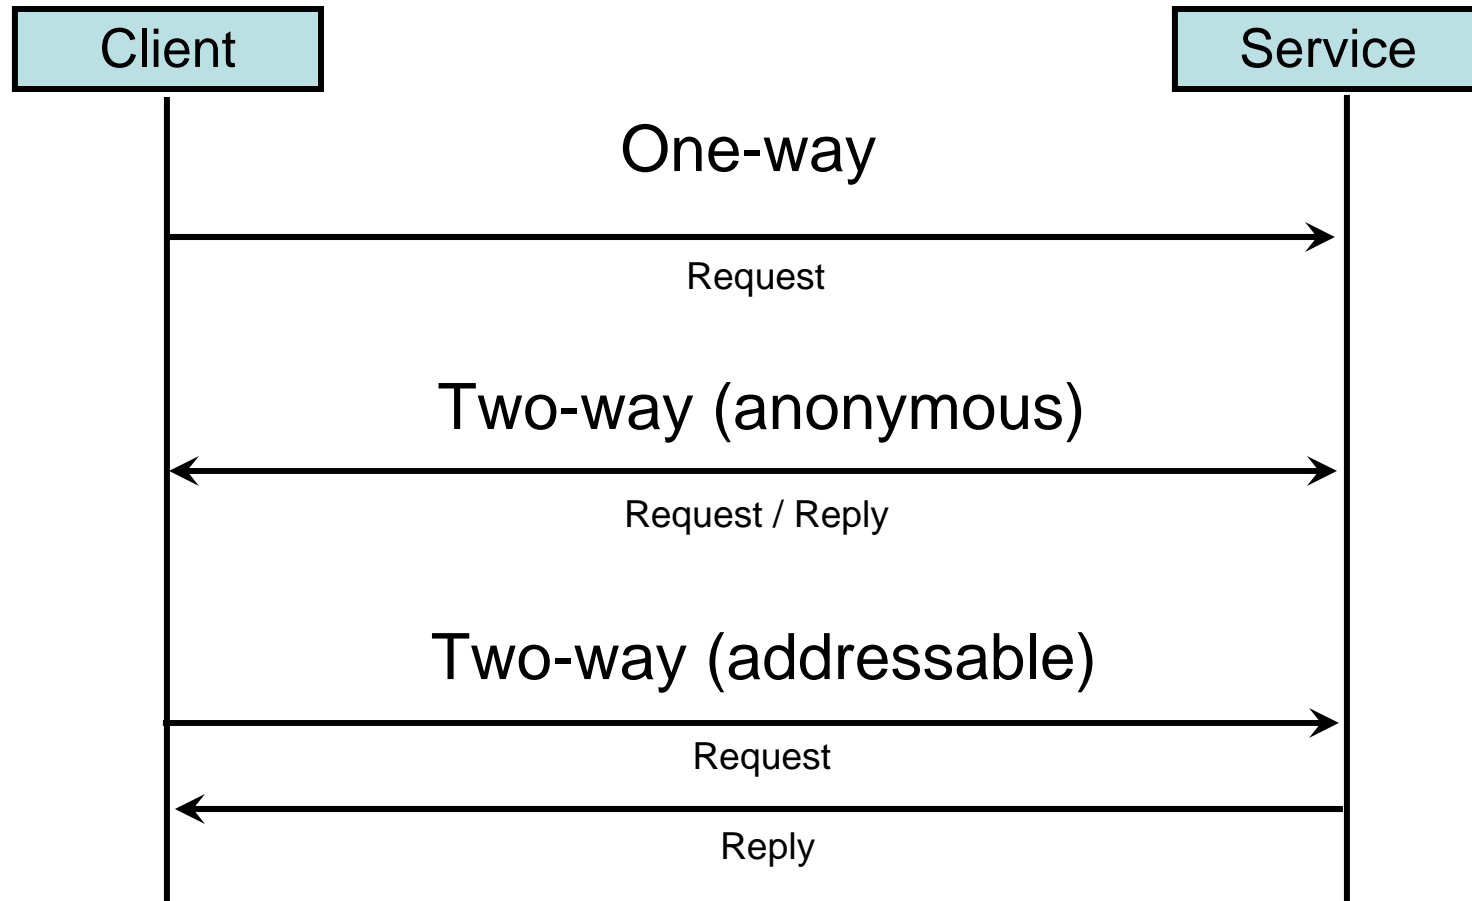 Client
Service
One-way
Request
Two-way (anonymous)
Request / Reply
Two-way (addressable)
Request
Reply